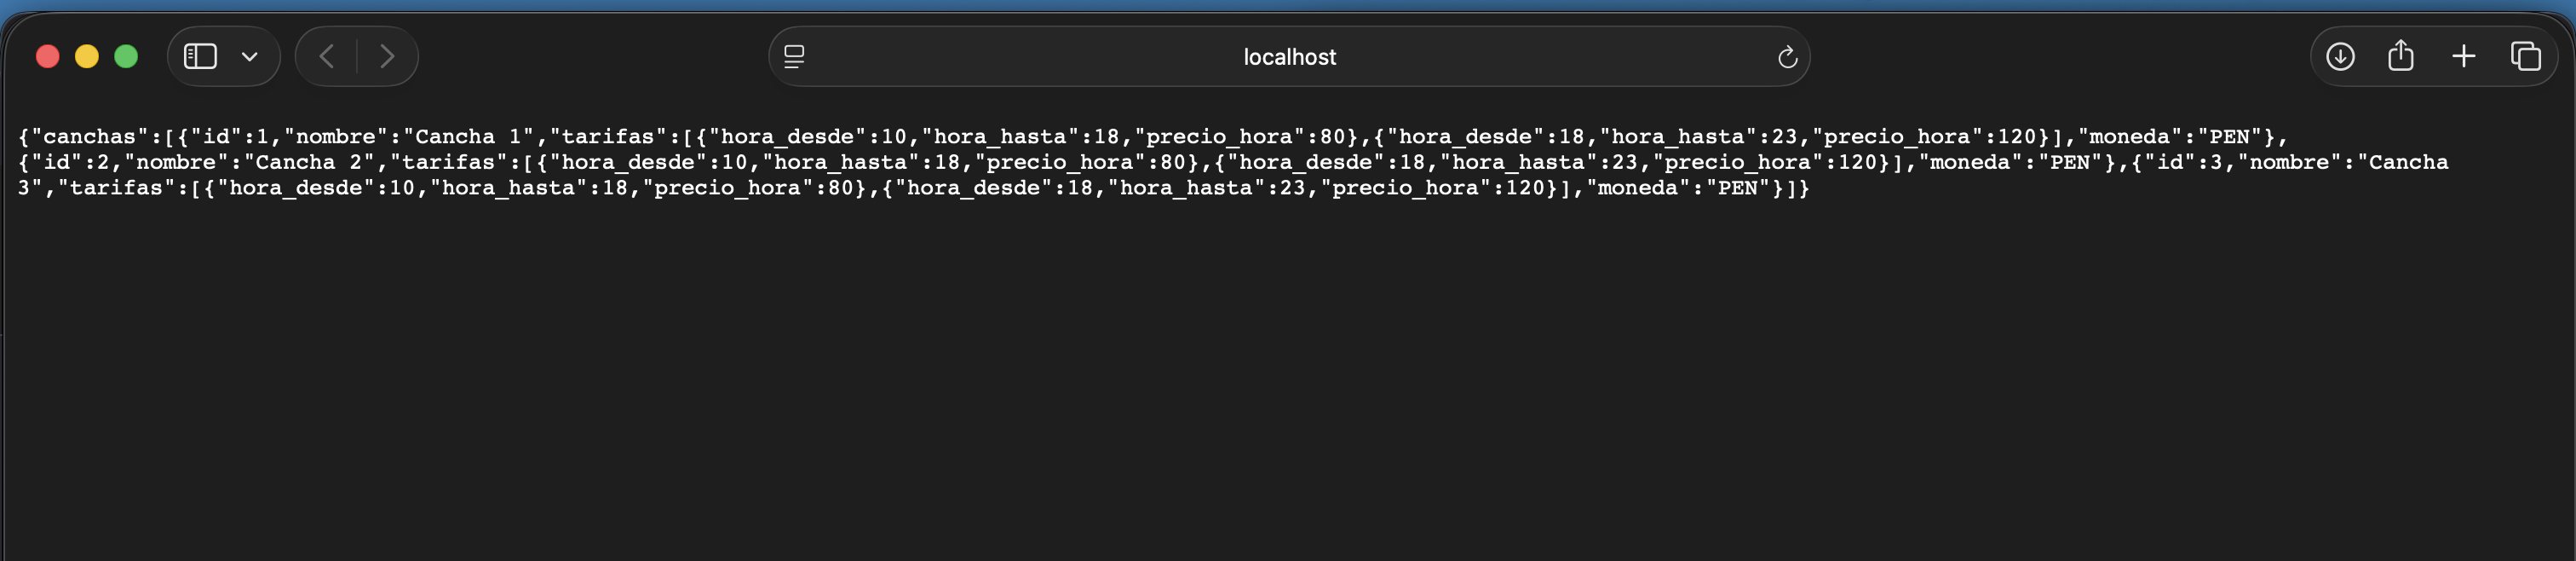 localhost
{"canchas":[{"id":1,"nombre":"Cancha 1","tarifas":[{"hora_desde":10,"hora_hasta":18,"precio_hora":80},{"hora_desde":18,"hora_hasta":23,"precio_hora":120}],"moneda":"PEN"},
{"id":2,"nombre":"Cancha 2","tarifas":[{"hora_desde":10,"hora_hasta":18,"precio_hora":80},{"hora_desde":18,"hora_hasta":23,"precio_hora":120}],"moneda":"PEN"},{"id":3,"nombre":"Cancha
3","tarifas":[{"hora_desde":10,"hora_hasta":18,"precio_hora":80},{"hora_desde":18,"hora_hasta":23,"precio_hora":120}],"moneda":"PEN"}]}